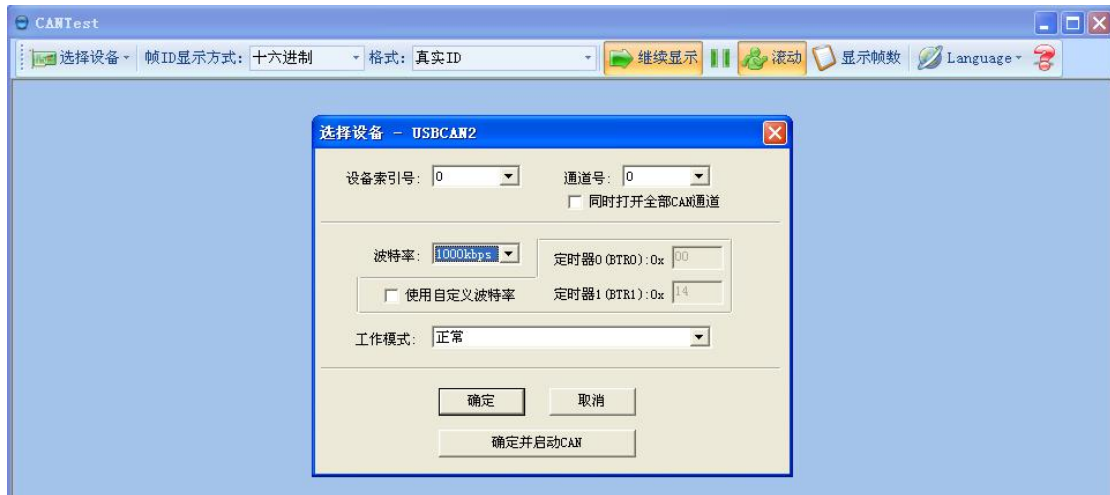 CANTest
选择设备 帧ID显示方式: 十六进制 格式: 真实ID 继续显示 滚动 显示帧数 Language
选择设备 - USBCAN2
设备索引号: 0 通道号: 0
同时打开全部CAN通道
波特率: 1000kbps 定时器0(BTR0):0x 00
使用自定义波特率 定时器1(BTR1):0x 14
工作模式: 正常
确定 取消
确定并启动CAN